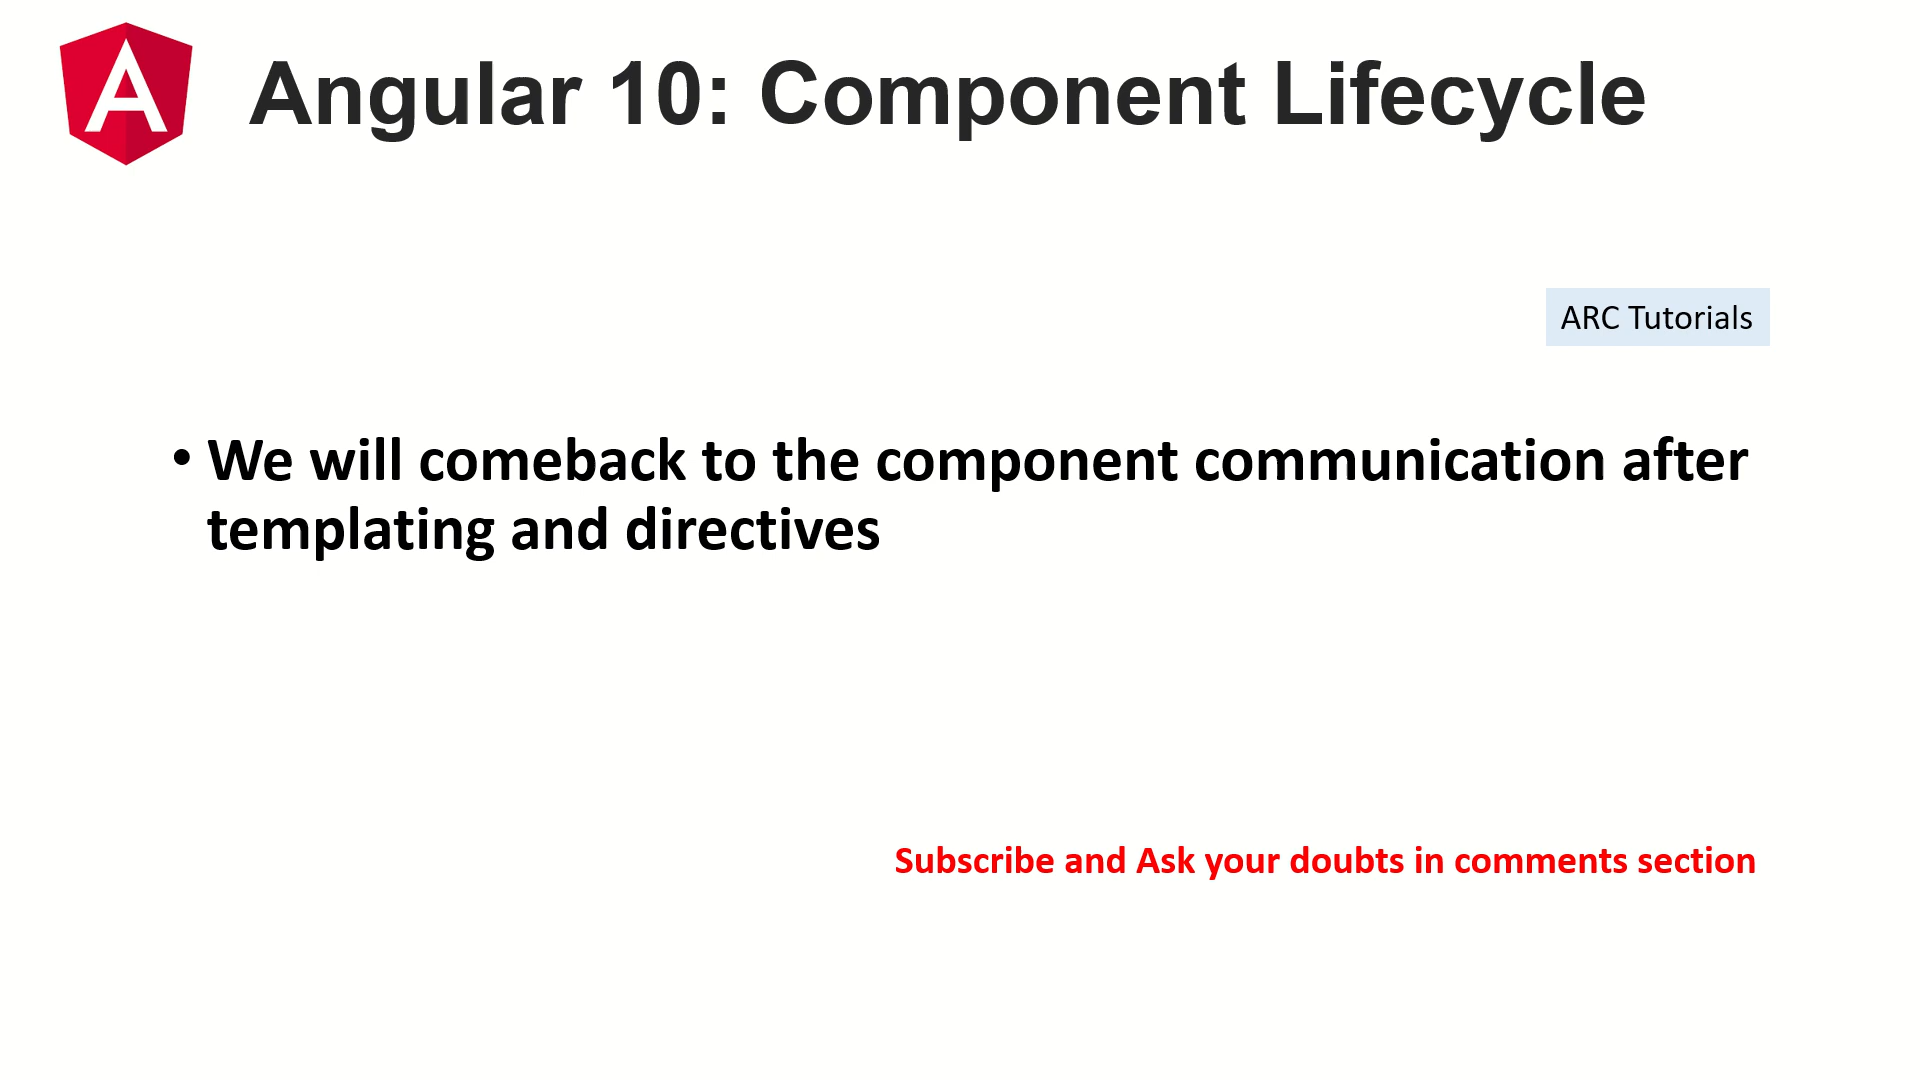 Angular 10: Component Lifecycle
ARC Tutorials
• We will comeback to the component communication after
templating and directives
Subscribe and Ask your doubts in comments section